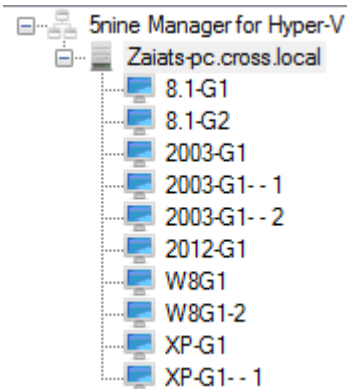 5nine Manager for Hyper-V
Zaiats-pc.cross.local
8.1-G1
8.1-G2
2003-G1
2003-G1- - 1
2003-G1- - 2
2012-G1
W8G1
W8G1-2
XP-G1
XP-G1- - 1